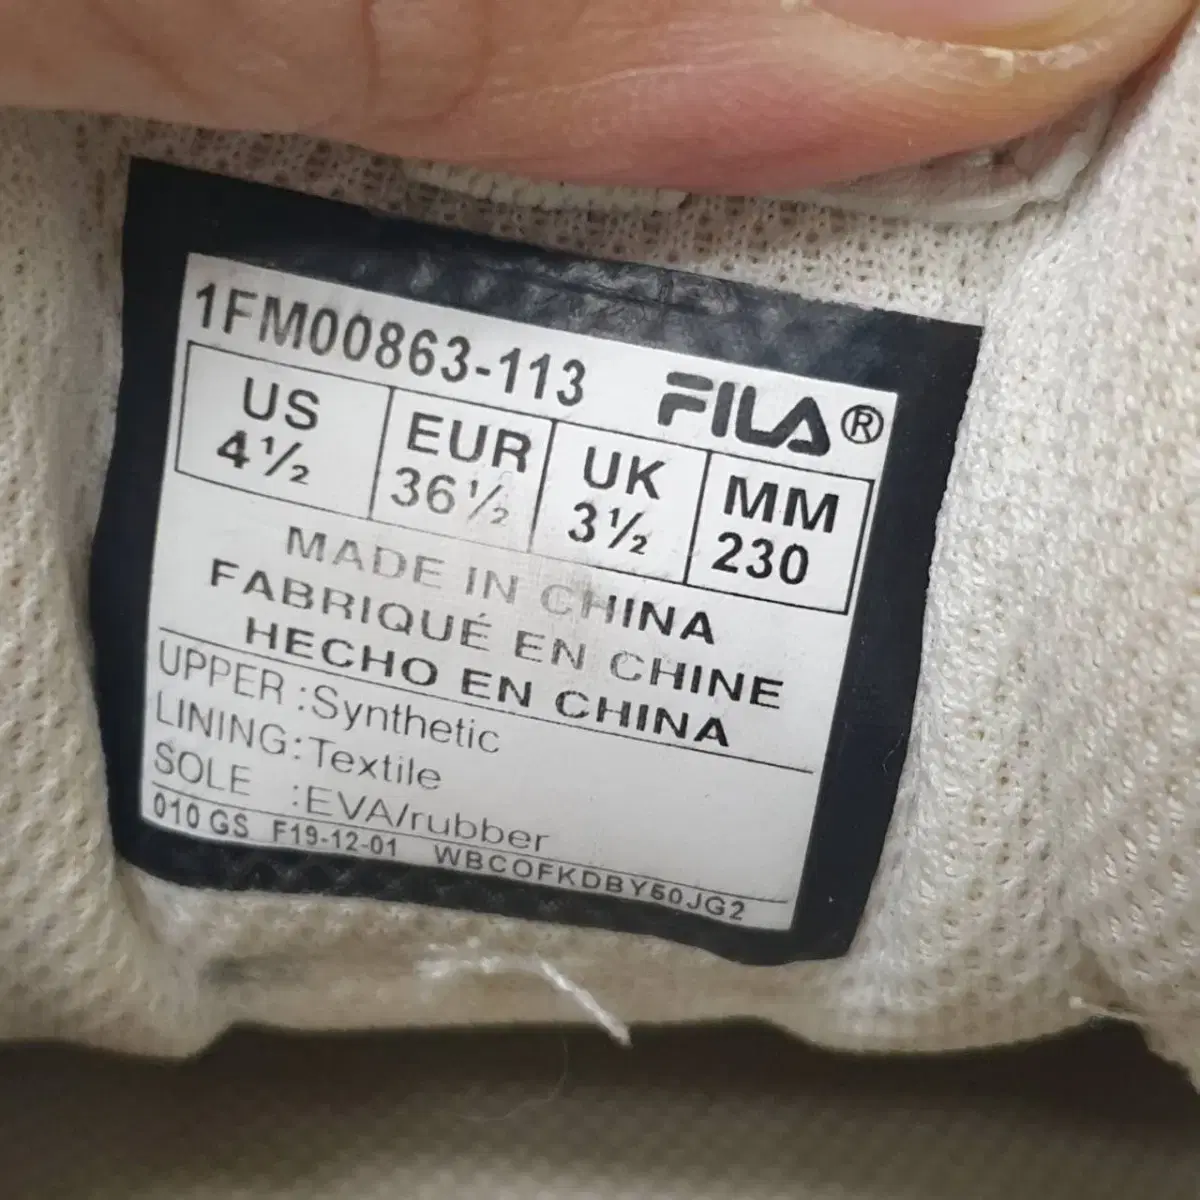 1FM00863-113 FILA®
US EUR UK MM
4½ 36½ 3½ 230
MADE IN CHINA
FABRIQUÉ EN CHINE
HECHO EN CHINA
UPPER :Synthetic
LINING:Textile
SOLE :EVA/rubber
010 GS F19-12-01 WBCOFKDBY60JG2